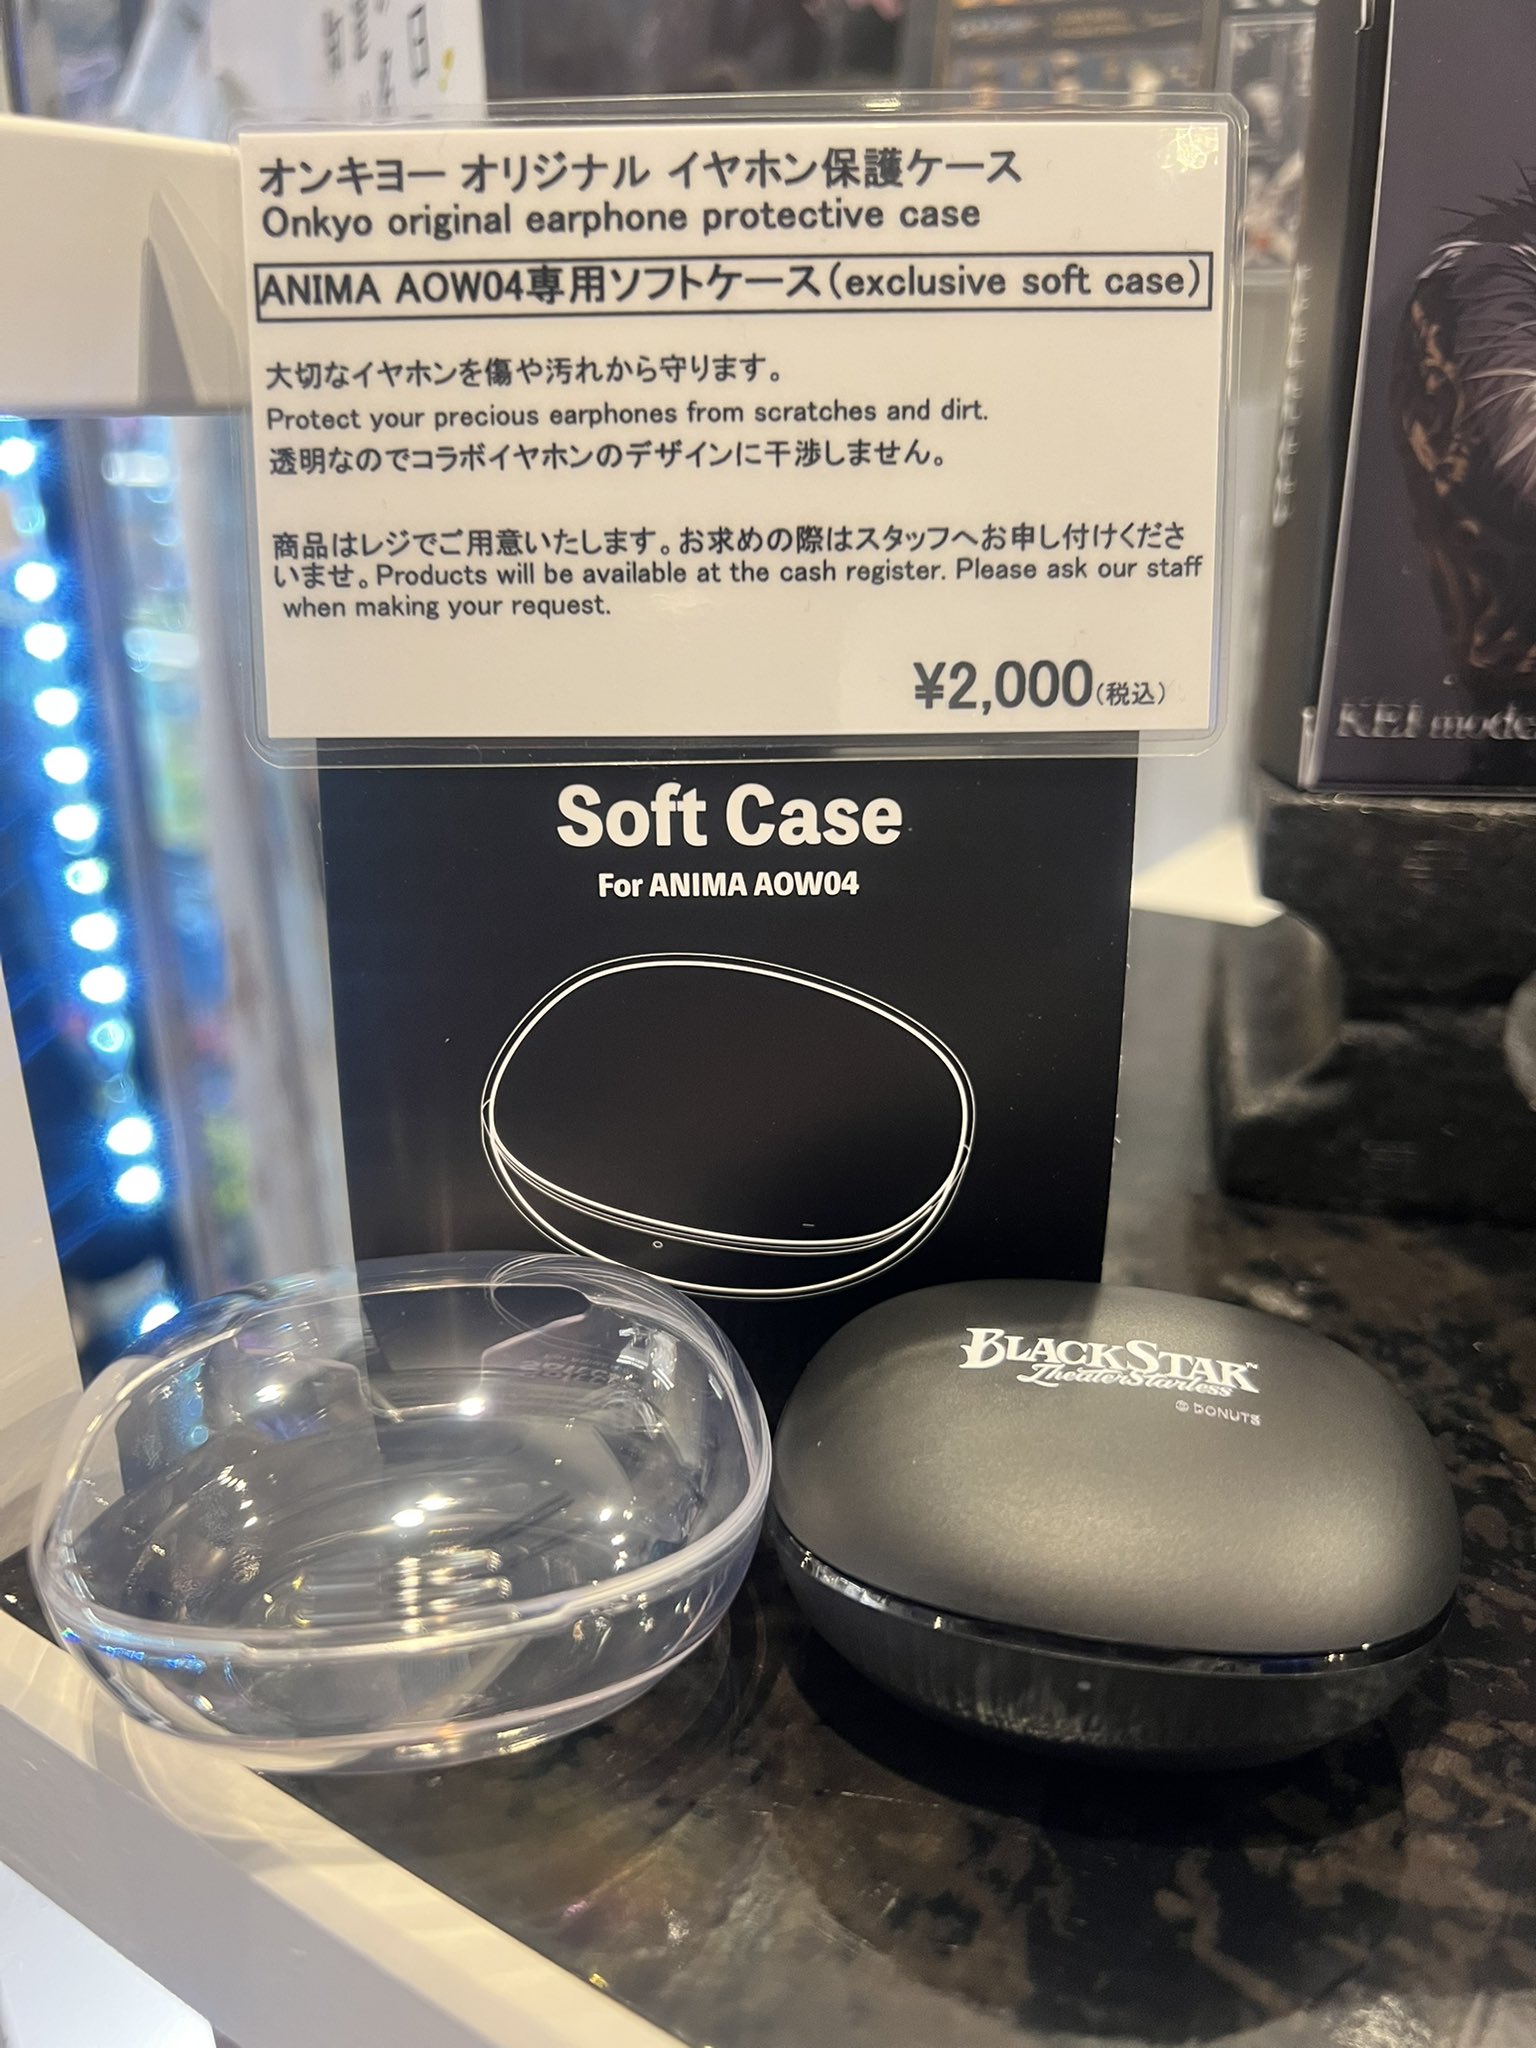 オンキヨー オリジナル イヤホン保護ケース
Onkyo original earphone protective case
ANIMA AOW04専用ソフトケース（exclusive soft case）
大切なイヤホンを傷や汚れから守ります。
Protect your precious earphones from scratches and dirt.
透明なのでコラボイヤホンのデザインに干渉しません。
商品はレジでご用意いたします。お求めの際はスタッフへお申し付けくださ
いませ。Products will be available at the cash register. Please ask our staff
when making your request.
¥2,000(税込)
KEI mode
Soft Case
For ANIMA AOW04
BLACKSTAR™
TheaterStarless
© DONUTS